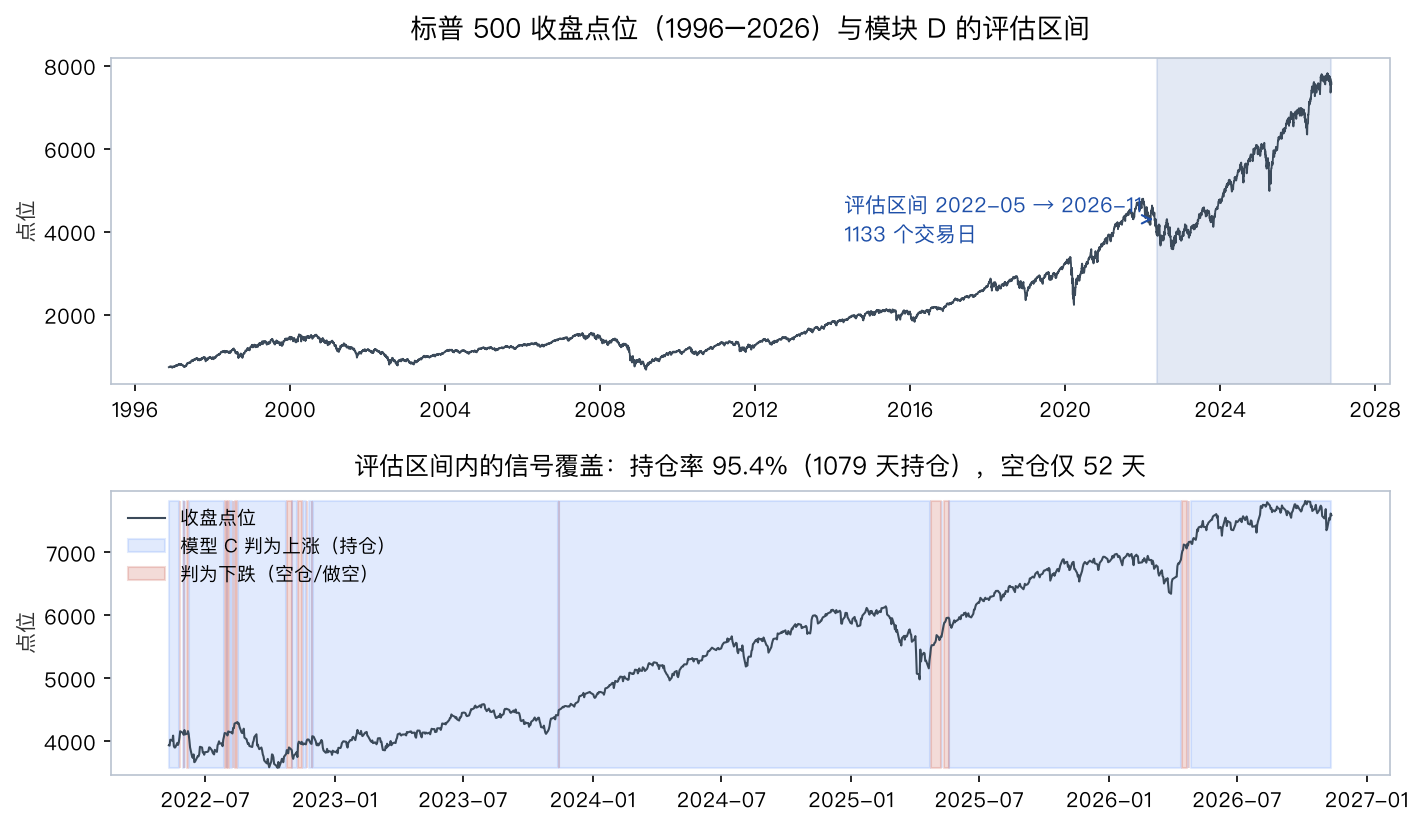 标普 500 收盘点位（1996—2026）与模块 D 的评估区间
点位
8000
6000
4000
2000
评估区间 2022−05 → 2026−11
1133 个交易日
1996 2000 2004 2008 2012 2016 2020 2024 2028
评估区间内的信号覆盖：持仓率 95.4%（1079 天持仓），空仓仅 52 天
点位
7000
6000
5000
4000
收盘点位
模型 C 判为上涨（持仓）
判为下跌（空仓/做空）
2022−07 2023−01 2023−07 2024−01 2024−07 2025−01 2025−07 2026−01 2026−07 2027−01